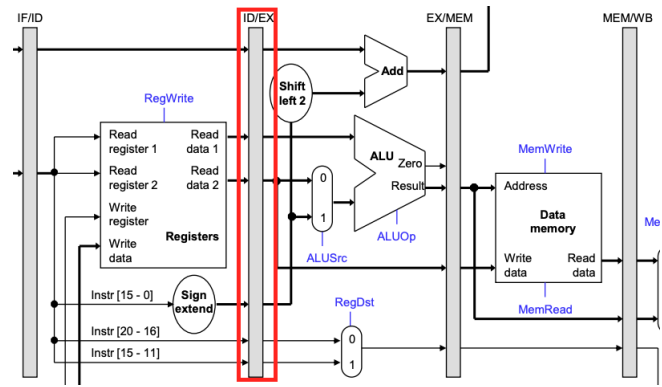 IF/ID
ID/EX
EX/MEM
MEM/WB
Add
Shift
left 2
RegWrite
Read
register 1
Read
data 1
Read
register 2
Read
data 2
Write
register
Registers
Write
data
0
1
ALUSrc
ALU
Zero
Result
ALUOp
MemWrite
Address
Data
memory
Write
data
Read
data
MemRead
Me
Instr [15 - 0]
Sign
extend
RegDst
Instr [20 - 16]
0
Instr [15 - 11]
1